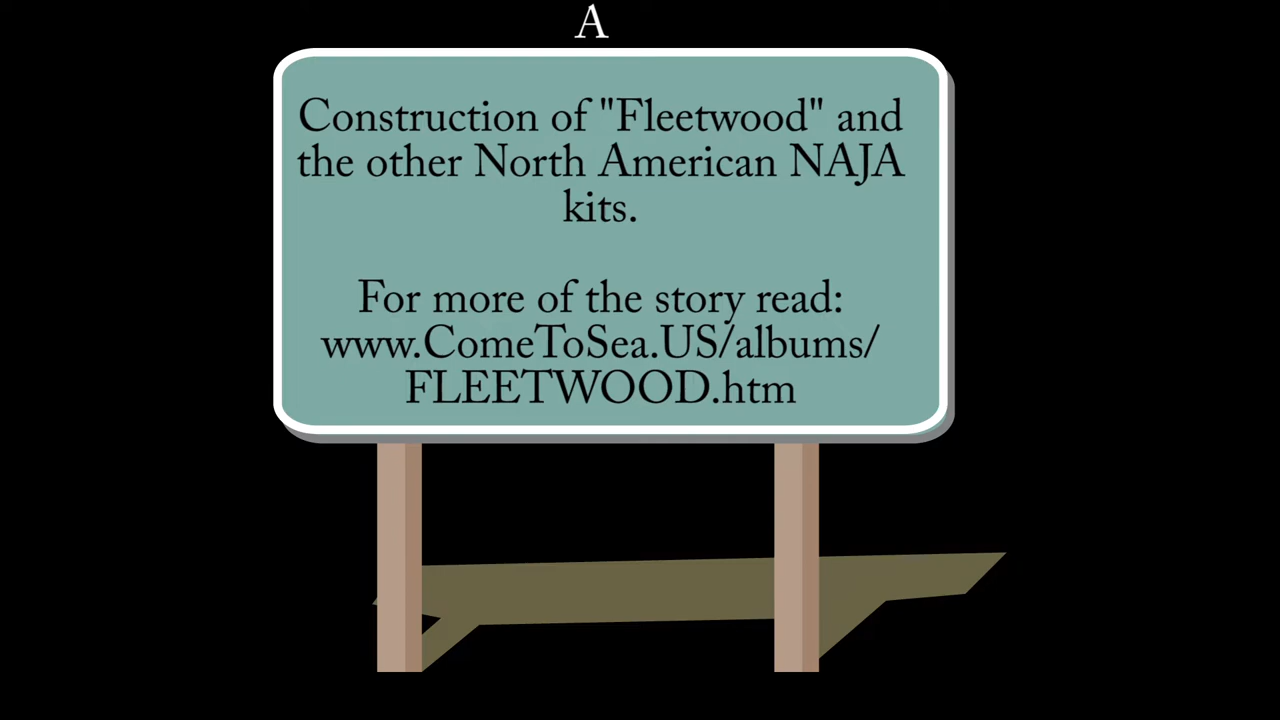 A
Construction of "Fleetwood" and
the other North American NAJA
kits.
For more of the story read:
www.ComeToSea.US/albums/
FLEETWOOD.htm